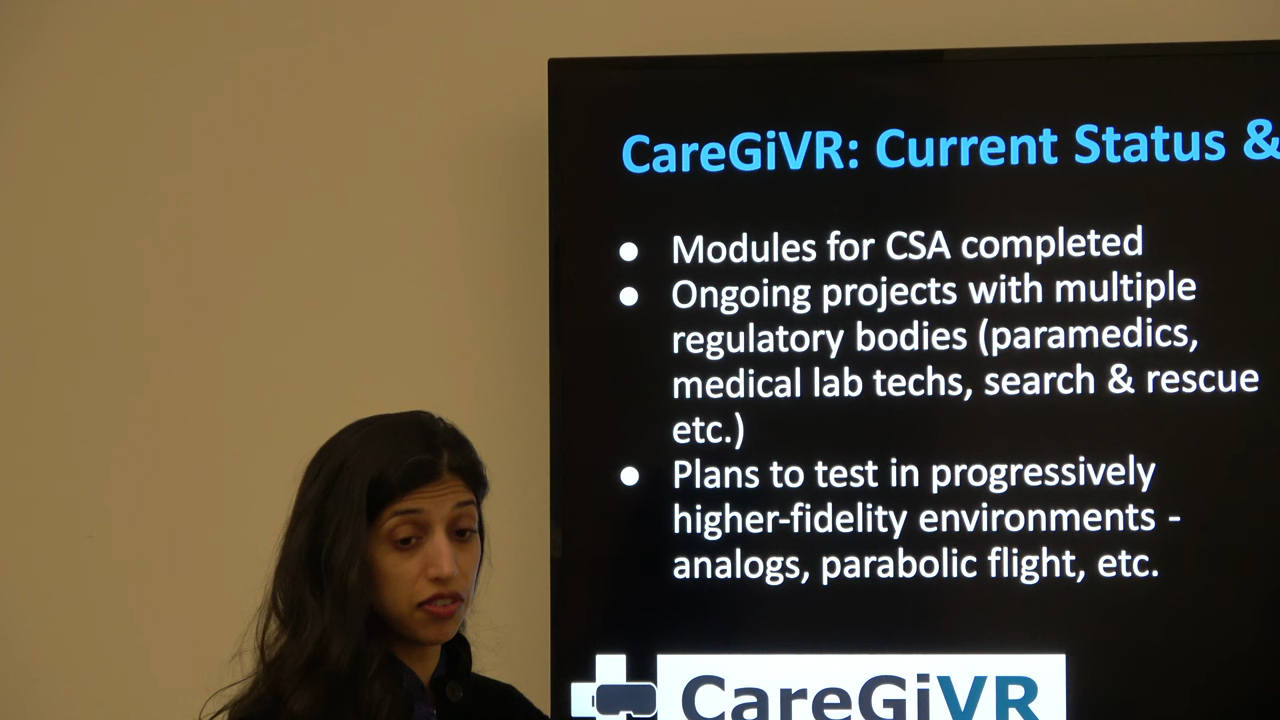 CareGiVR: Current Status &
● Modules for CSA completed
● Ongoing projects with multiple
regulatory bodies (paramedics,
medical lab techs, search & rescue
etc.)
● Plans to test in progressively
higher-fidelity environments -
analogs, parabolic flight, etc.
CareGiVR